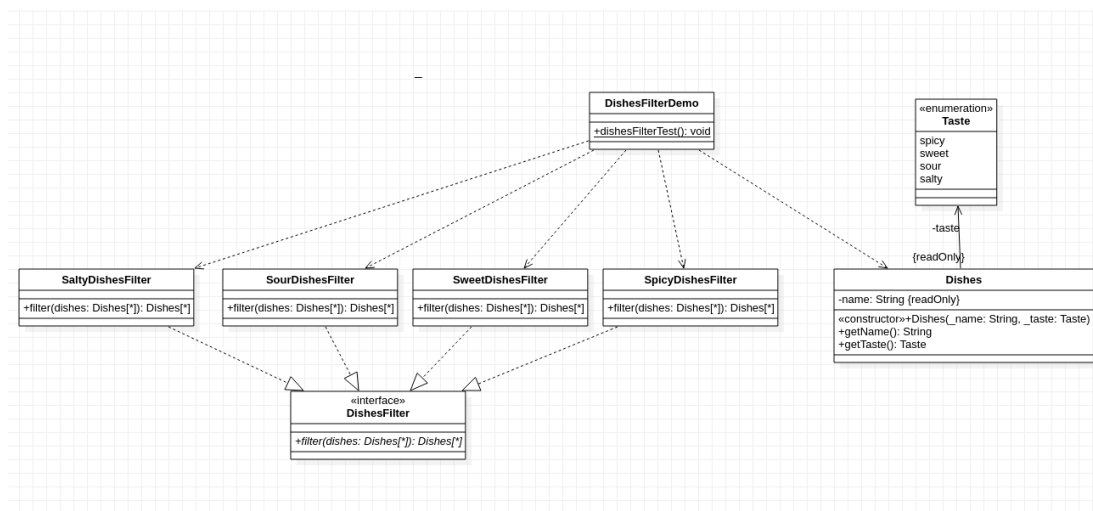 DishesFilterDemo
+dishesFilterTest(): void
«enumeration»
Taste
spicy
sweet
sour
salty
-taste
{readOnly}
SaltyDishesFilter
+filter(dishes: Dishes[*]): Dishes[*]
SourDishesFilter
+filter(dishes: Dishes[*]): Dishes[*]
SweetDishesFilter
+filter(dishes: Dishes[*]): Dishes[*]
SpicyDishesFilter
+filter(dishes: Dishes[*]): Dishes[*]
Dishes
-name: String {readOnly}
«constructor»+Dishes(_name: String, _taste: Taste)
+getName(): String
+getTaste(): Taste
«interface»
DishesFilter
+filter(dishes: Dishes[*]): Dishes[*]